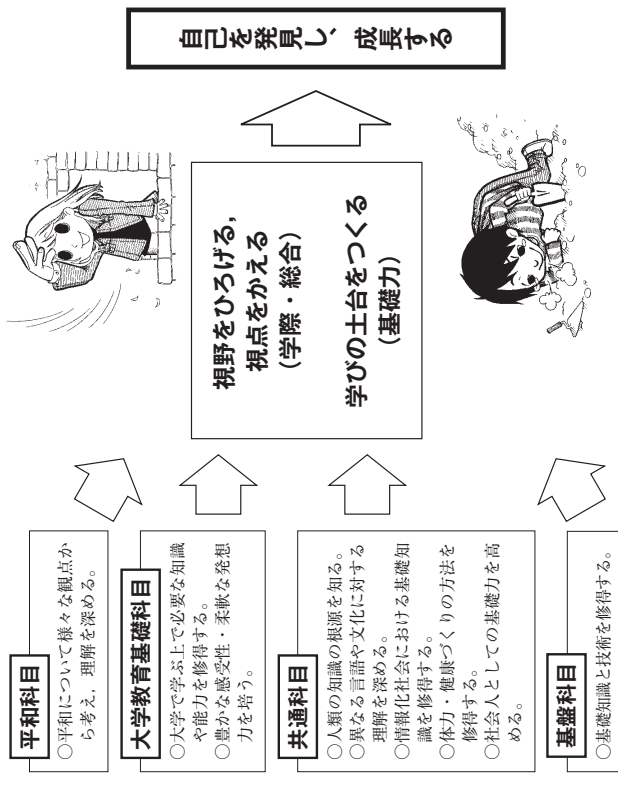 平和科目
○平和について様々な観点か
ら考え，理解を深める。
大学教育基礎科目
○大学で学ぶ上で必要な知識
や能力を修得する。
○豊かな感受性・柔軟な発想
力を培う。
共通科目
○人類の知識の根源を知る。
○異なる言語や文化に対する
理解を深める。
○情報化社会における基礎知
識を修得する。
○体力・健康づくりの方法を
修得する。
○社会人としての基礎力を高
める。
基盤科目
○基礎知識と技術を修得する。
視野をひろげる，
視点をかえる
（学際・総合）
学びの土台をつくる
（基礎力）
自己を発見し、成長する